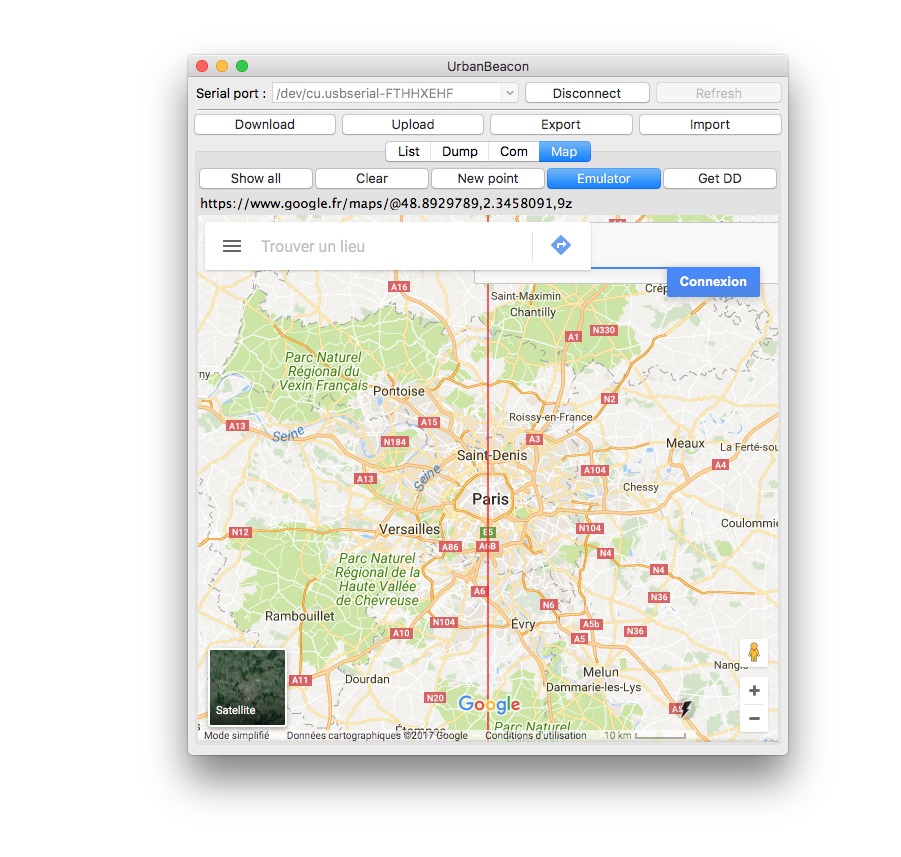 UrbanBeacon
Serial port : /dev/cu.usbserial-FTHHXEHF Disconnect Refresh
Download Upload Export Import
List Dump Com Map
Show all Clear New point Emulator Get DD
https://www.google.fr/maps/@48.8929789,2.3458091,9z
Trouver un lieu
Connexion
A16
Saint-Maximin
Chantilly
A1
N330
Parc Naturel
Régional du
Vexin Français
Pontoise
N2
A13
Seine
A15
Roissy-en-France
N184
A3
Meaux
La Ferté-sou
Saint-Denis
A13
Seine
A104
A4
Chessy
Paris
Versailles
N12
E5
A86
A6B
N104
Coulommie
N4
Parc Naturel
Régional de la
Haute Vallée
de Chevreuse
N4
A6
N6
N36
Rambouillet
N104
Évry
A5b
N36
A10
A5
Melun
Nangis
A11
Dourdan
Dammarie-les-Lys
N20
Google
Satellite
Parc Naturel
Mode simplifié Données cartographiques ©2017 Google Conditions d'utilisation 10 km